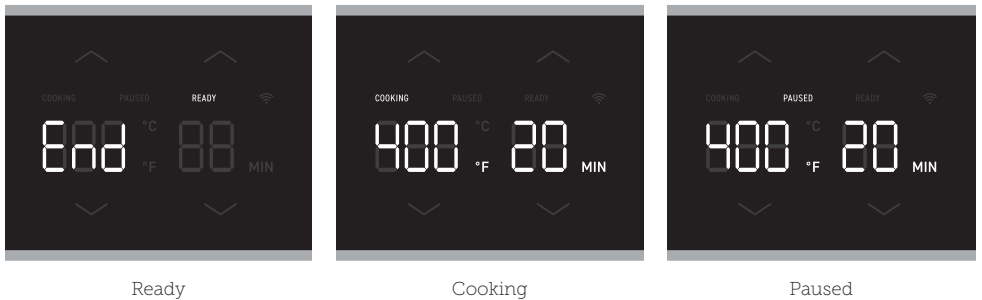 COOKING PAUSED READY
End °C 88
°F MIN
Ready
COOKING PAUSED READY
400 °C 20
°F MIN
Cooking
COOKING PAUSED READY
400 °C 20
°F MIN
Paused